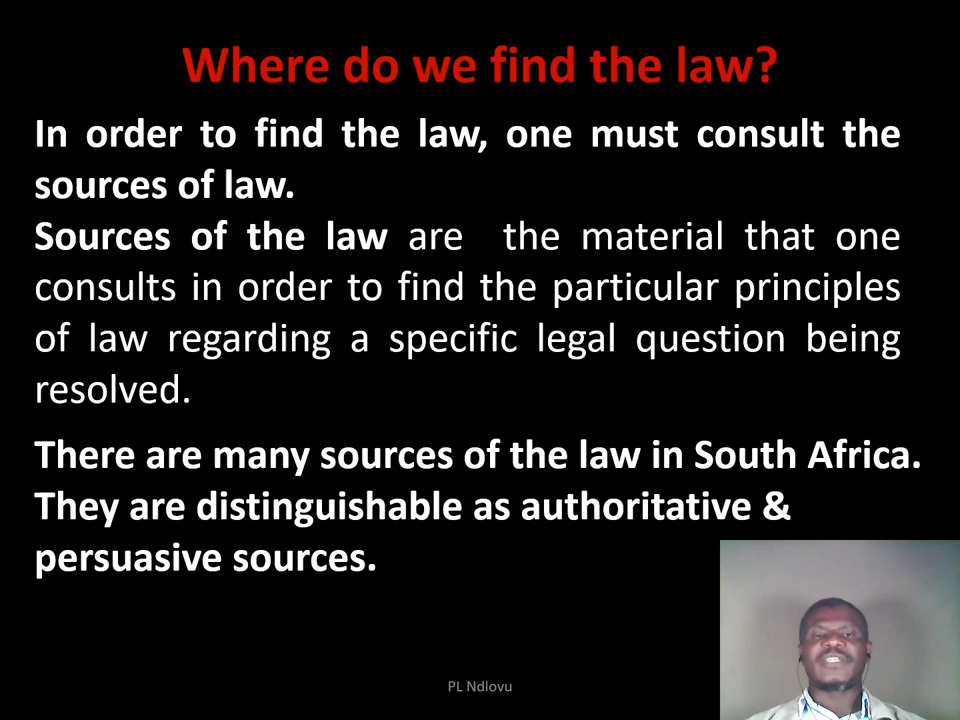 Where do we find the law?
In order to find the law, one must consult the
sources of law.
Sources of the law are the material that one
consults in order to find the particular principles
of law regarding a specific legal question being
resolved.
There are many sources of the law in South Africa.
They are distinguishable as authoritative &
persuasive sources.
PL Ndlovu